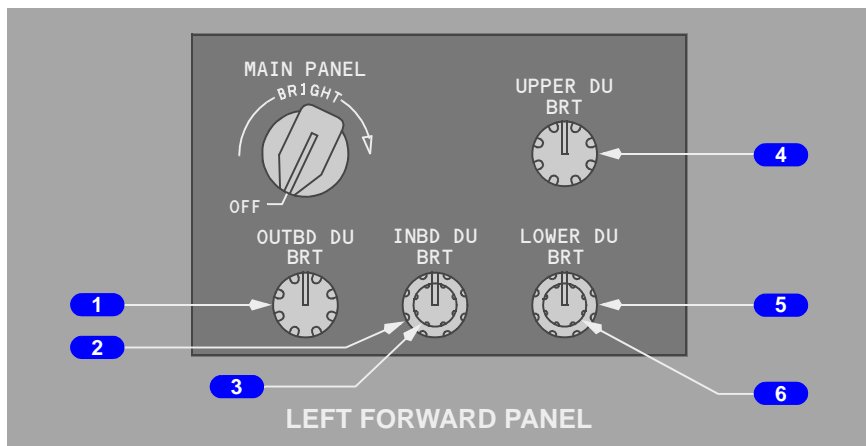 MAIN PANEL
BRIGHT
UPPER DU
BRT
4
OFF
OUTBD DU
BRT
INBD DU
BRT
LOWER DU
BRT
1
5
2
3
6
LEFT FORWARD PANEL